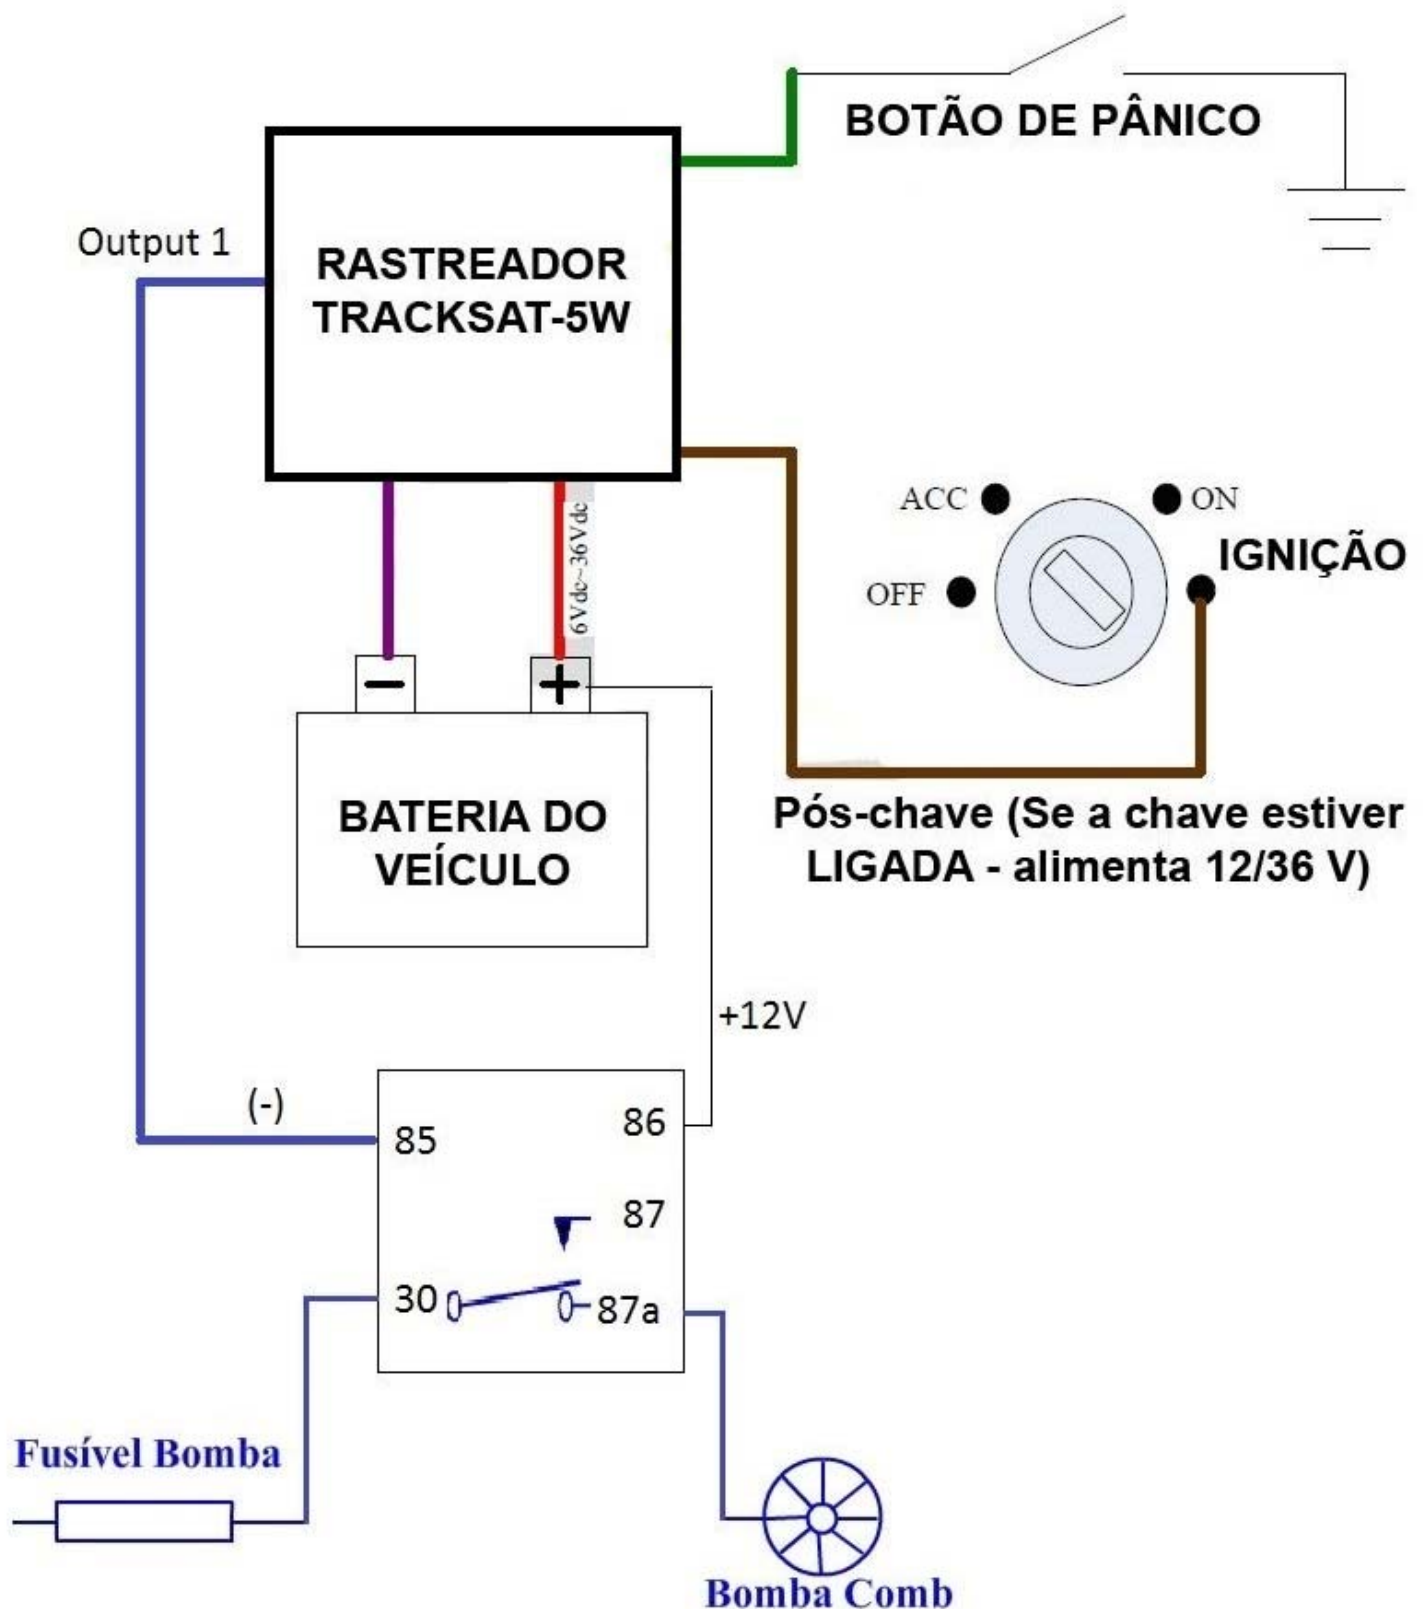 BOTÃO DE PÂNICO
Output 1
RASTREADOR
TRACKSAT-5W
6Vdc~36Vdc
ACC
ON
IGNIÇÃO
OFF
BATERIA DO
VEÍCULO
Pós-chave (Se a chave estiver
LIGADA - alimenta 12/36 V)
+12V
(-)
85
86
87
30
87a
Fusível Bomba
Bomba Comb